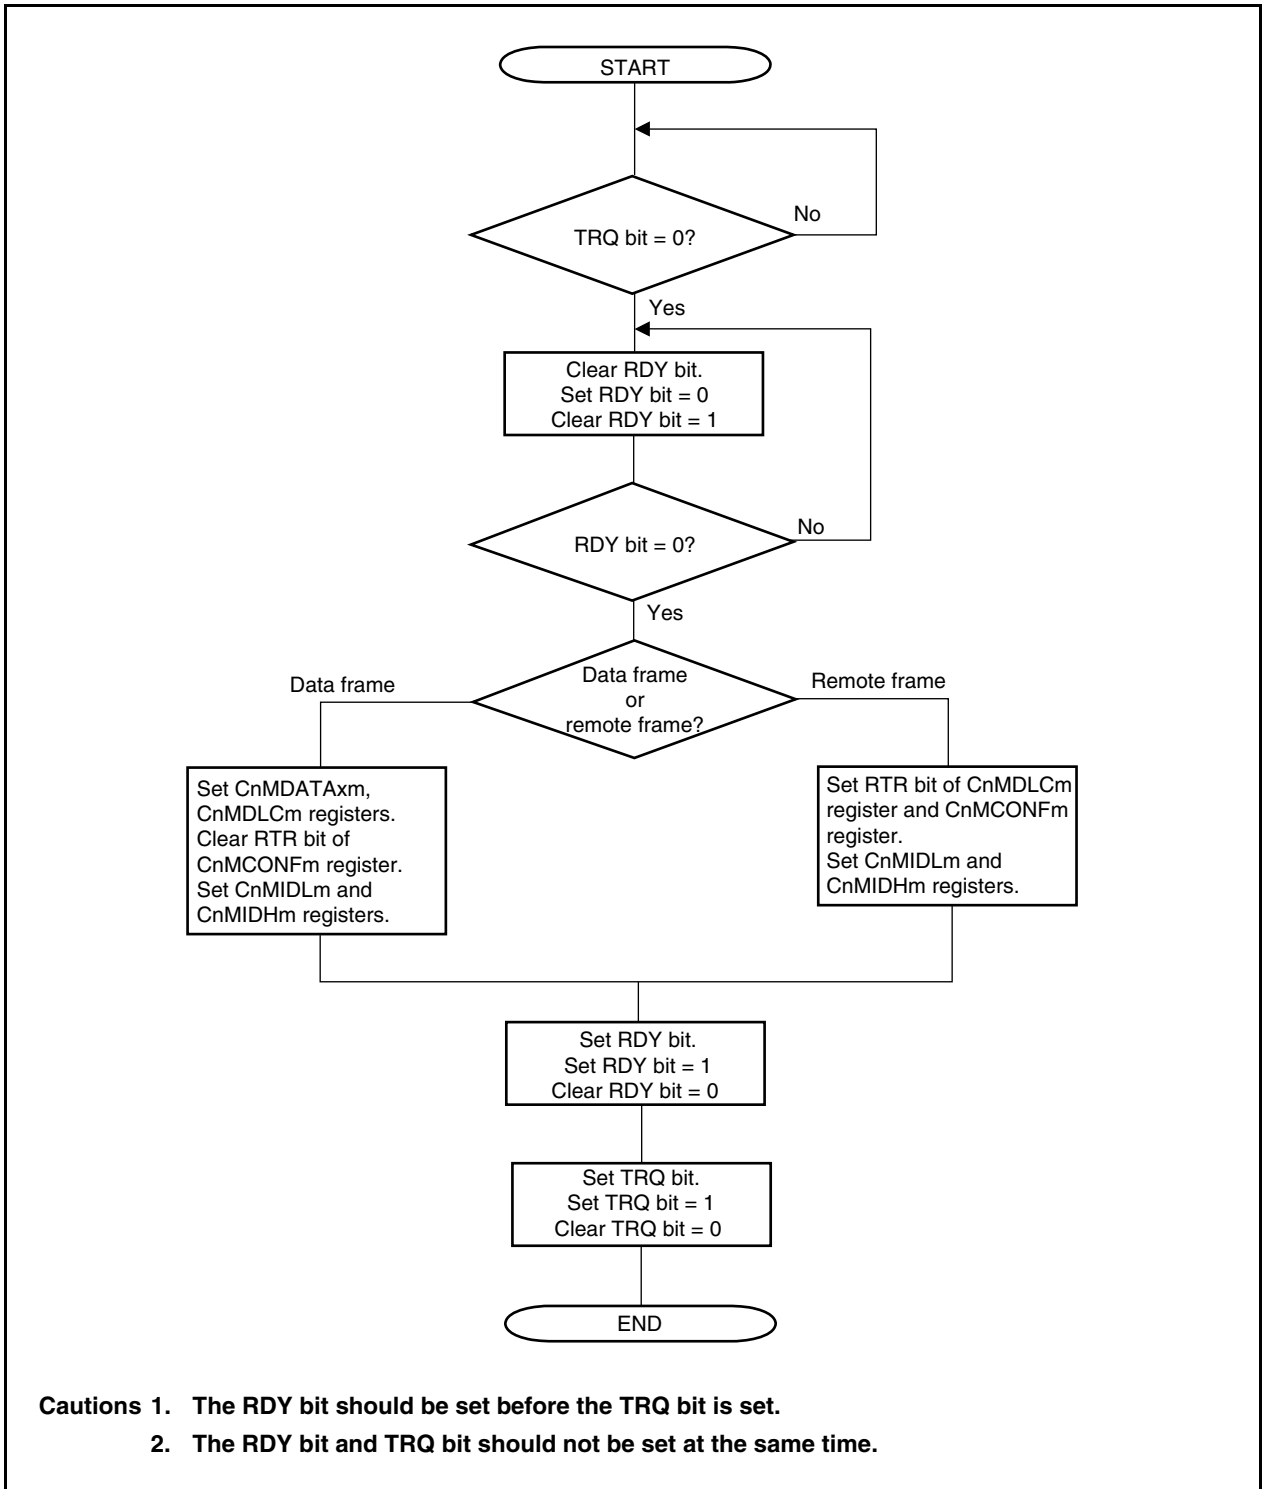 START
No
TRQ bit = 0?
Yes
Clear RDY bit.
Set RDY bit = 0
Clear RDY bit = 1
No
RDY bit = 0?
Yes
Data frame
or
remote frame?
Data frame
Remote frame
Set CnMDATAxm,
CnMDLCm registers.
Clear RTR bit of
CnMCONFm register.
Set CnMIDLm and
CnMIDHm registers.
Set RTR bit of CnMDLCm
register and CnMCONFm
register.
Set CnMIDLm and
CnMIDHm registers.
Set RDY bit.
Set RDY bit = 1
Clear RDY bit = 0
Set TRQ bit.
Set TRQ bit = 1
Clear TRQ bit = 0
END
Cautions 1. The RDY bit should be set before the TRQ bit is set.
2. The RDY bit and TRQ bit should not be set at the same time.